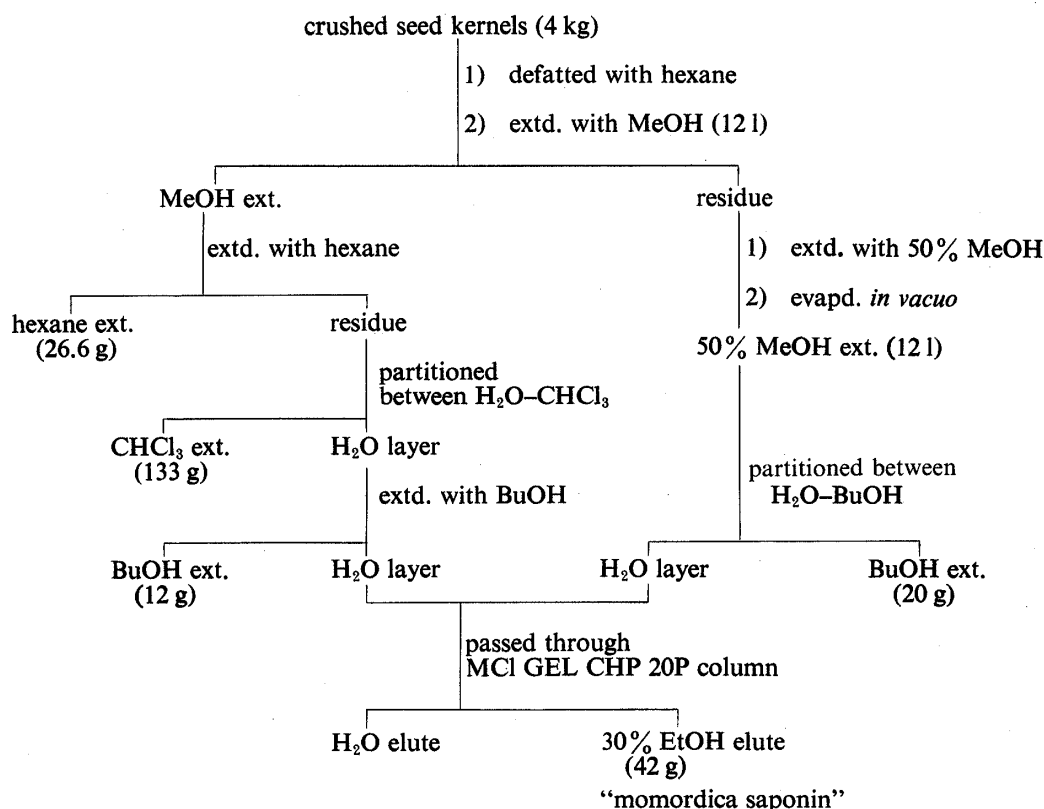 crushed seed kernels (4 kg)
1) defatted with hexane
2) extd. with MeOH (12 l)
MeOH ext.
residue
extd. with hexane
1) extd. with 50% MeOH
2) evapd. in vacuo
hexane ext.
(26.6 g)
residue
50% MeOH ext. (12 l)
partitioned
between H₂O–CHCl₃
CHCl₃ ext.
(133 g)
H₂O layer
extd. with BuOH
partitioned between
H₂O–BuOH
BuOH ext.
(12 g)
H₂O layer
H₂O layer
BuOH ext.
(20 g)
passed through
MCl GEL CHP 20P column
H₂O elute
30% EtOH elute
(42 g)
“momordica saponin”